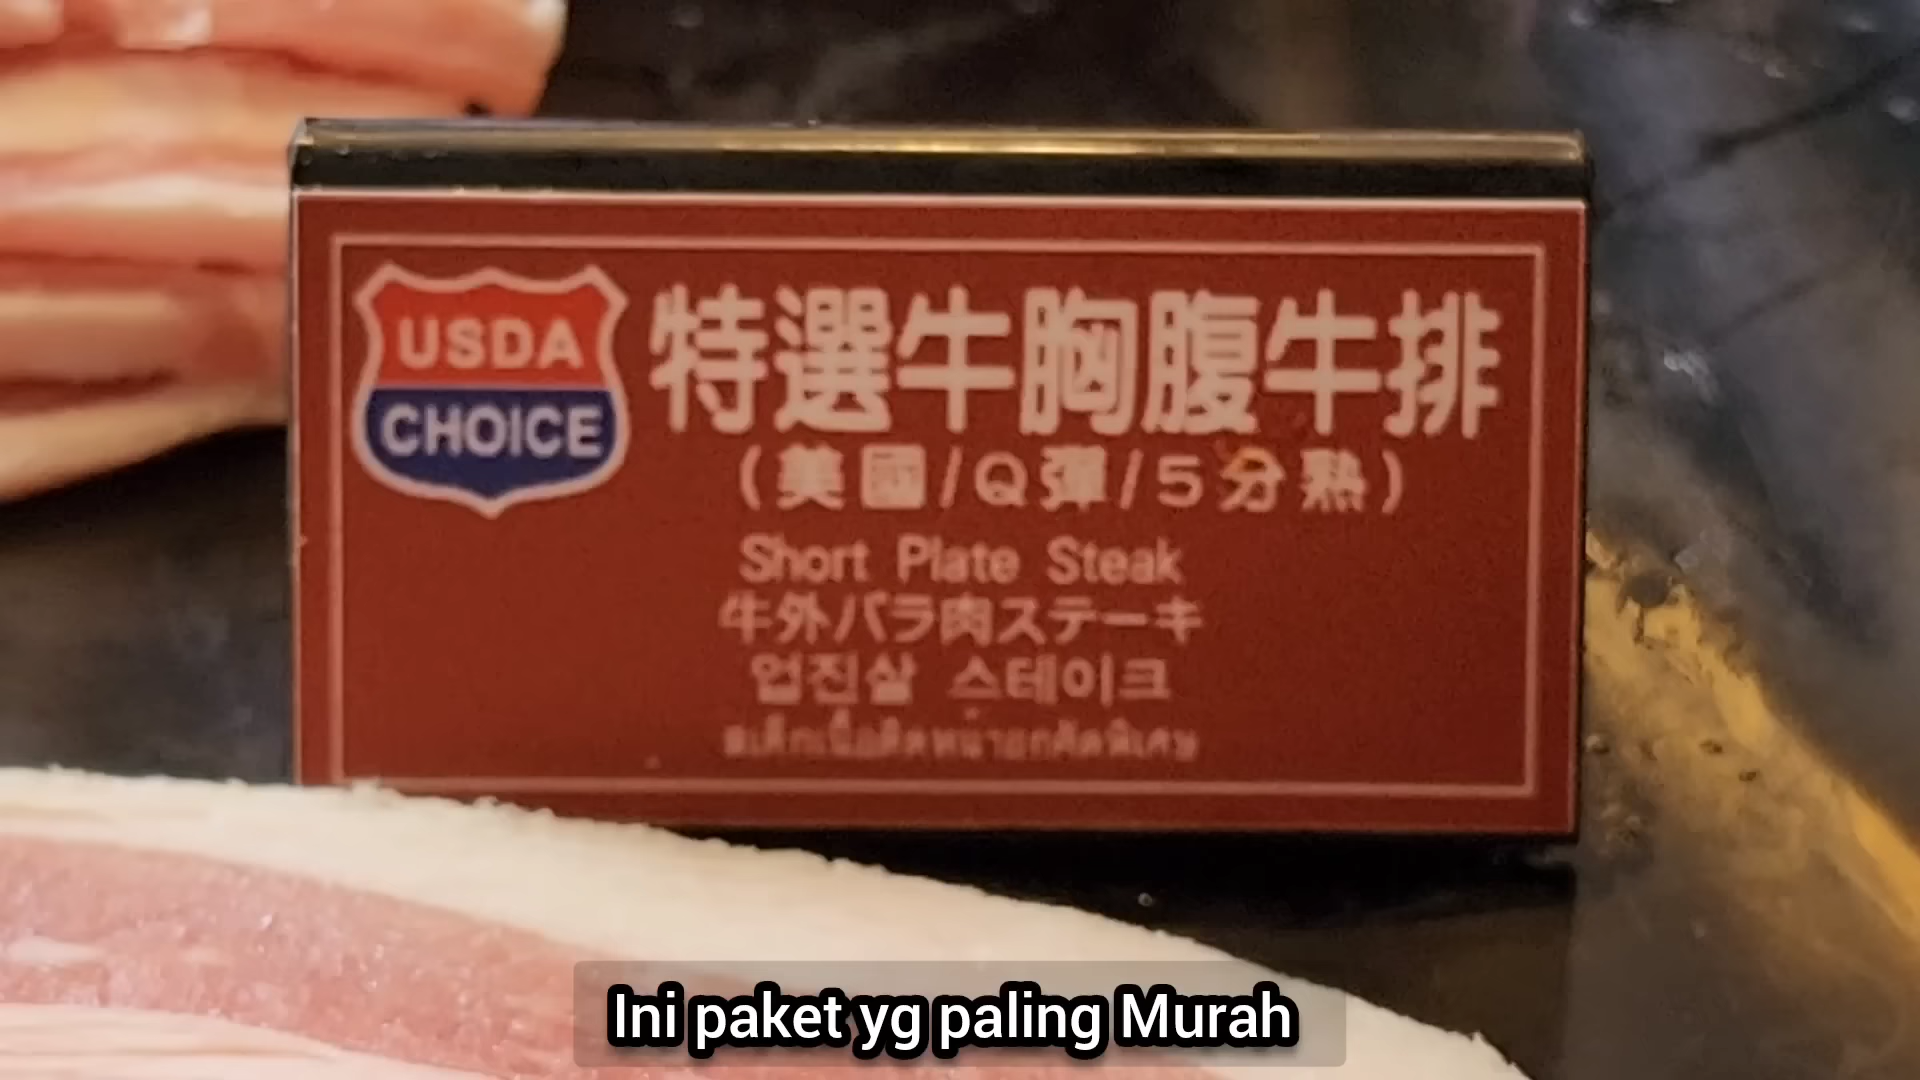 USDA
CHOICE
特選牛胸腹牛排
(美國/Q彈/5分熟)
Short Plate Steak
牛外バラ肉ステーキ
업진살 스테이크
Ini paket yg paling Murah